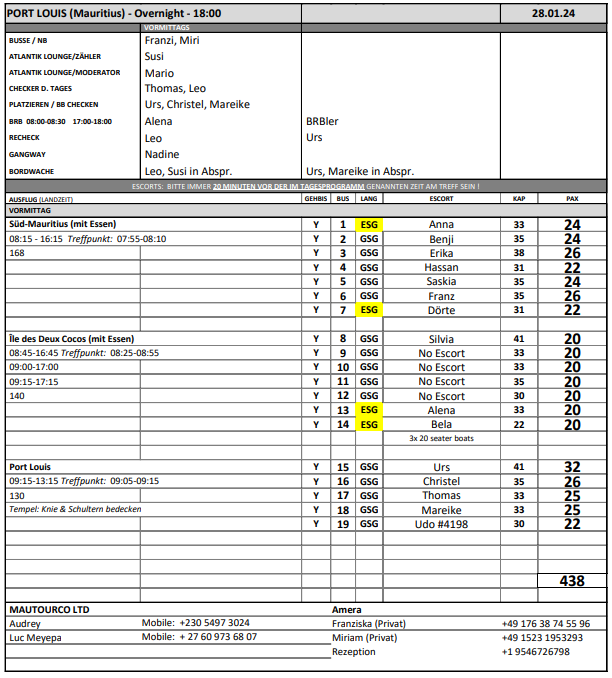 PORT LOUIS (Mauritius) - Overnight - 18:00 28.01.24
VORMITTAGS
BUSSE / NB Franzi, Miri
ATLANTIK LOUNGE/ZÄHLER Susi
ATLANTIK LOUNGE/MODERATOR Mario
CHECKER D. TAGES Thomas, Leo
PLATZIEREN / BB CHECKEN Urs, Christel, Mareike
BRB 08:00-08:30 17:00-18:00 Alena BRBler
RECHECK Leo Urs
GANGWAY Nadine
BORDWACHE Leo, Susi in Abspr. Urs, Mareike in Abspr.
ESCORTS: BITTE IMMER 20 MINUTEN VOR DER IM TAGESPROGRAMM GENANNTEN ZEIT AM TREFF SEIN !
AUSFLUG (LANDZEIT) GEHBIS BUS LANG ESCORT KAP PAX
VORMITTAG
Süd-Mauritius (mit Essen) Y 1 ESG Anna 33 24
08:15 - 16:15 Treffpunkt: 07:55-08:10 Y 2 GSG Benji 35 24
168 Y 3 GSG Erika 38 26
Y 4 GSG Hassan 31 22
Y 5 GSG Saskia 35 24
Y 6 GSG Franz 35 26
Y 7 ESG Dörte 31 22
Île des Deux Cocos (mit Essen) Y 8 GSG Silvia 41 20
08:45-16:45 Treffpunkt: 08:25-08:55 Y 9 GSG No Escort 33 20
09:00-17:00 Y 10 GSG No Escort 33 20
09:15-17:15 Y 11 GSG No Escort 35 20
140 Y 12 GSG No Escort 30 20
Y 13 ESG Alena 33 20
Y 14 ESG Bela 22 20
3x 20 seater boats
Port Louis Y 15 GSG Urs 41 32
09:15-13:15 Treffpunkt: 09:05-09:15 Y 16 GSG Christel 35 26
130 Y 17 GSG Thomas 33 25
Tempel: Knie & Schultern bedecken Y 18 GSG Mareike 33 25
Y 19 GSG Udo #4198 30 22
438
MAUTOURCO LTD Amera
Audrey Mobile: +230 5497 3024 Franziska (Privat) +49 176 38 74 55 96
Luc Meyepa Mobile: + 27 60 973 68 07 Miriam (Privat) +49 1523 1953293
Rezeption +1 9546726798